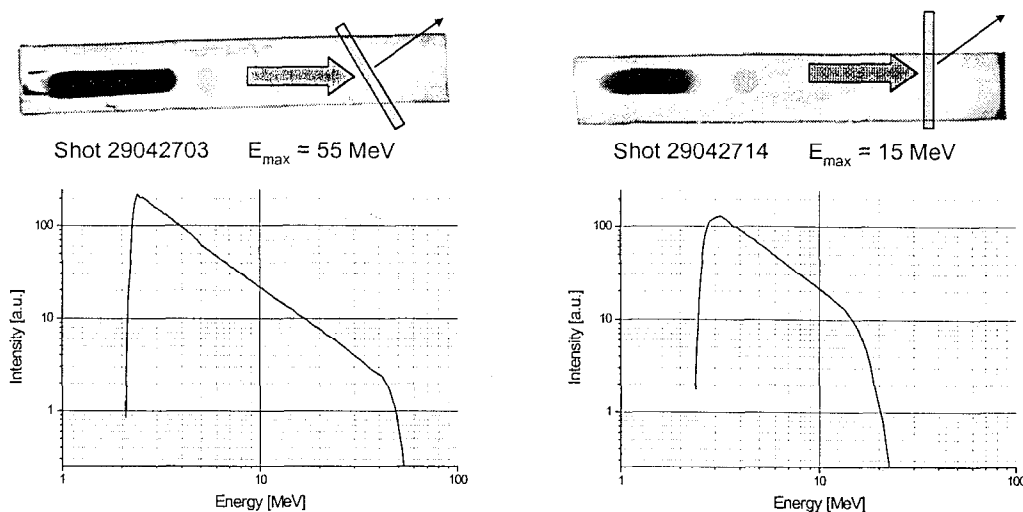 Shot 29042703 E_max = 55 MeV
Shot 29042714 E_max = 15 MeV
100
10
1
Intensity [a.u.]
1 10 100
Energy [MeV]
100
10
1
Intensity [a.u.]
1 10 100
Energy [MeV]